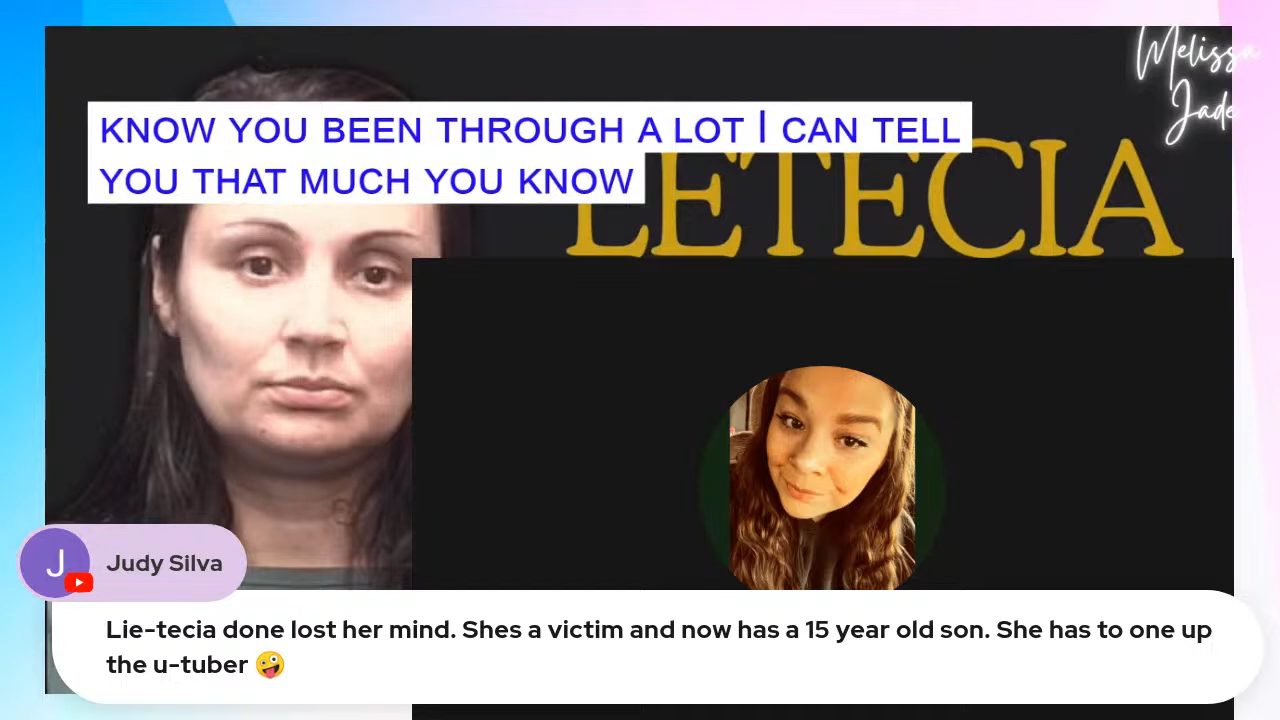 Melissa
Jade
KNOW YOU BEEN THROUGH A LOT I CAN TELL
YOU THAT MUCH YOU KNOW
LETECIA
J
Judy Silva
Lie-tecia done lost her mind. Shes a victim and now has a 15 year old son. She has to one up
the u-tuber 🤪